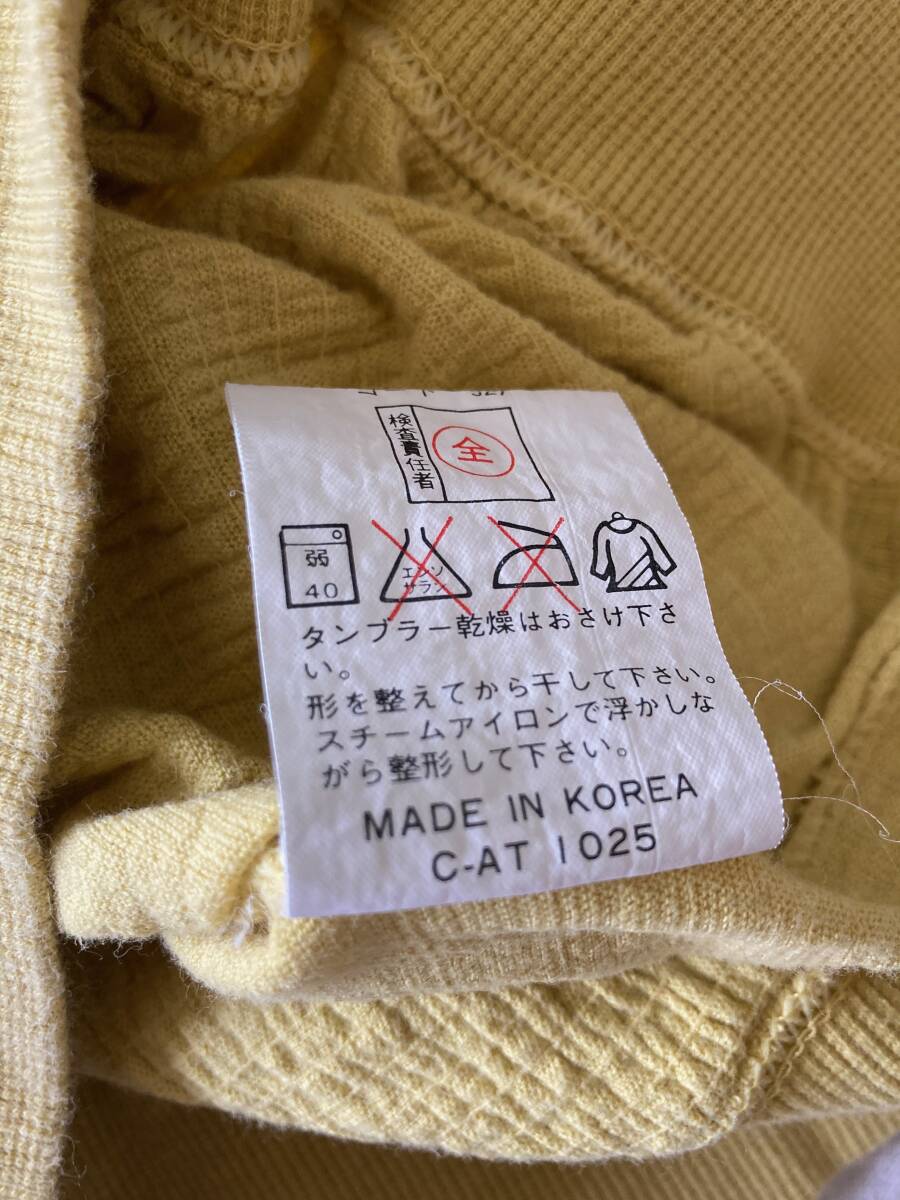 検査責任者
全
弱
40
エンソ
サラシ
タンブラー乾燥はおさけ下さ
い。
形を整えてから干して下さい。
スチームアイロンで浮かしな
がら整形して下さい。
MADE IN KOREA
C-AT 1025